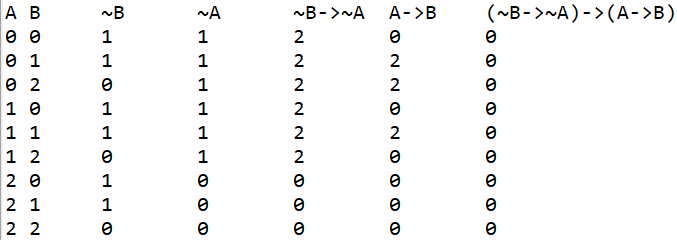 A B ~B ~A ~B->~A A->B (~B->~A)->(A->B)
0 0 1 1 2 0 0
0 1 1 1 2 2 0
0 2 0 1 2 2 0
1 0 1 1 2 0 0
1 1 1 1 2 2 0
1 2 0 1 2 0 0
2 0 1 0 0 0 0
2 1 1 0 0 0 0
2 2 0 0 0 0 0